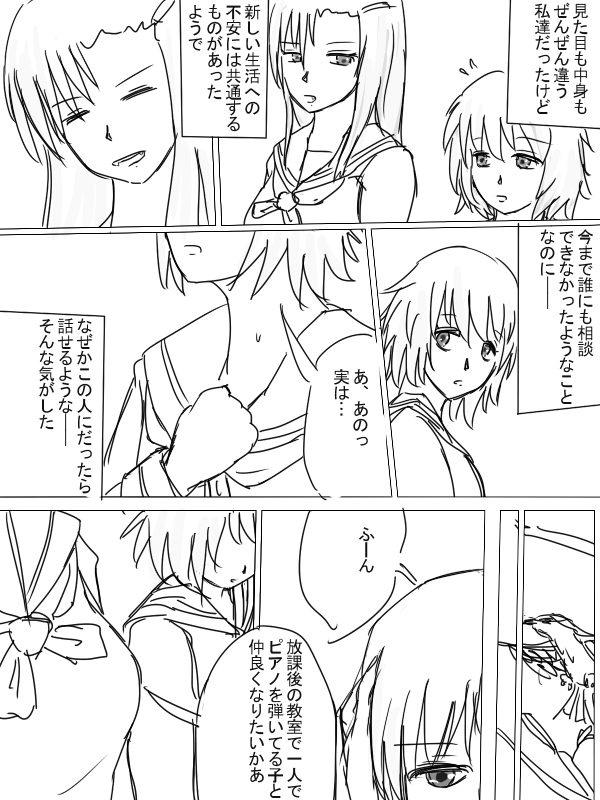 見た目も中身も
ぜんぜん違う
私達だったけど
新しい生活への
不安には共通する
ものがあった
ようで
今まで誰にも相談
できなかったようなこと
なのに――
あ、あのっ
実は…
なぜかこの人にだったら
話せるような――
そんな気がした
ふーん
放課後の教室で一人で
ピアノを弾いてる子と
仲良くなりたいかあ